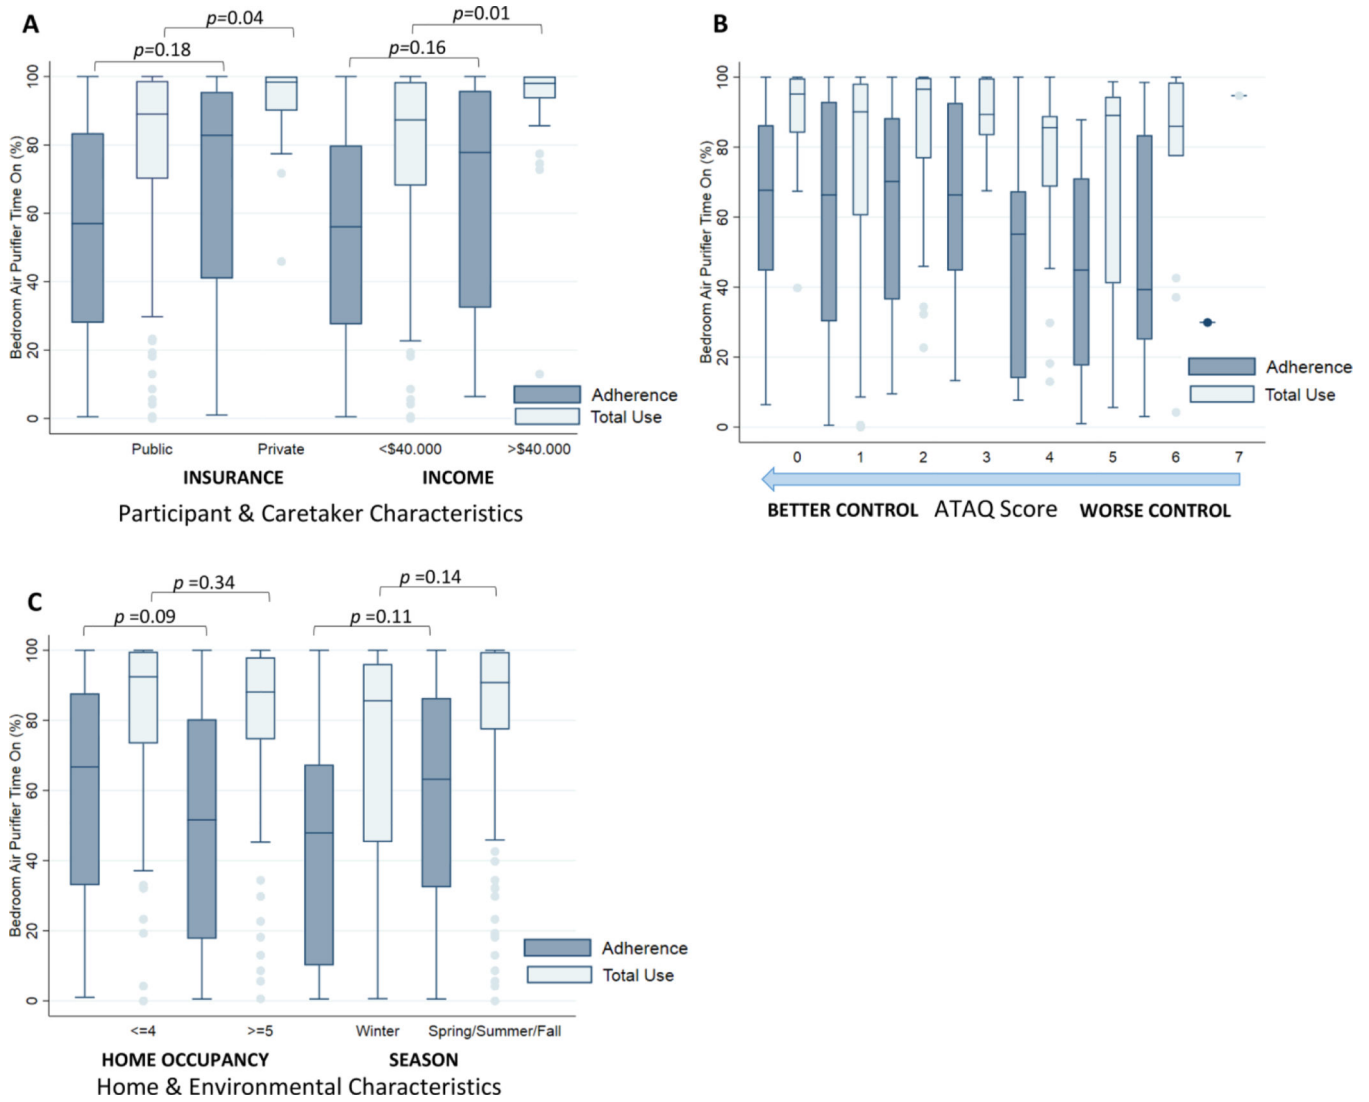 A
p=0.04
p=0.01
p=0.18
p=0.16
Bedroom Air Purifier Time On (%)
100
80
60
40
20
0
Adherence
Total Use
Public
Private
<$40.000
>$40.000
INSURANCE
INCOME
Participant & Caretaker Characteristics
B
Bedroom Air Purifier Time On (%)
100
80
60
40
20
0
Adherence
Total Use
0
1
2
3
4
5
6
7
BETTER CONTROL
ATAQ Score
WORSE CONTROL
C
p =0.34
p =0.14
p =0.09
p =0.11
Bedroom Air Purifier Time On (%)
100
80
60
40
20
0
Adherence
Total Use
<=4
>=5
Winter
Spring/Summer/Fall
HOME OCCUPANCY
SEASON
Home & Environmental Characteristics